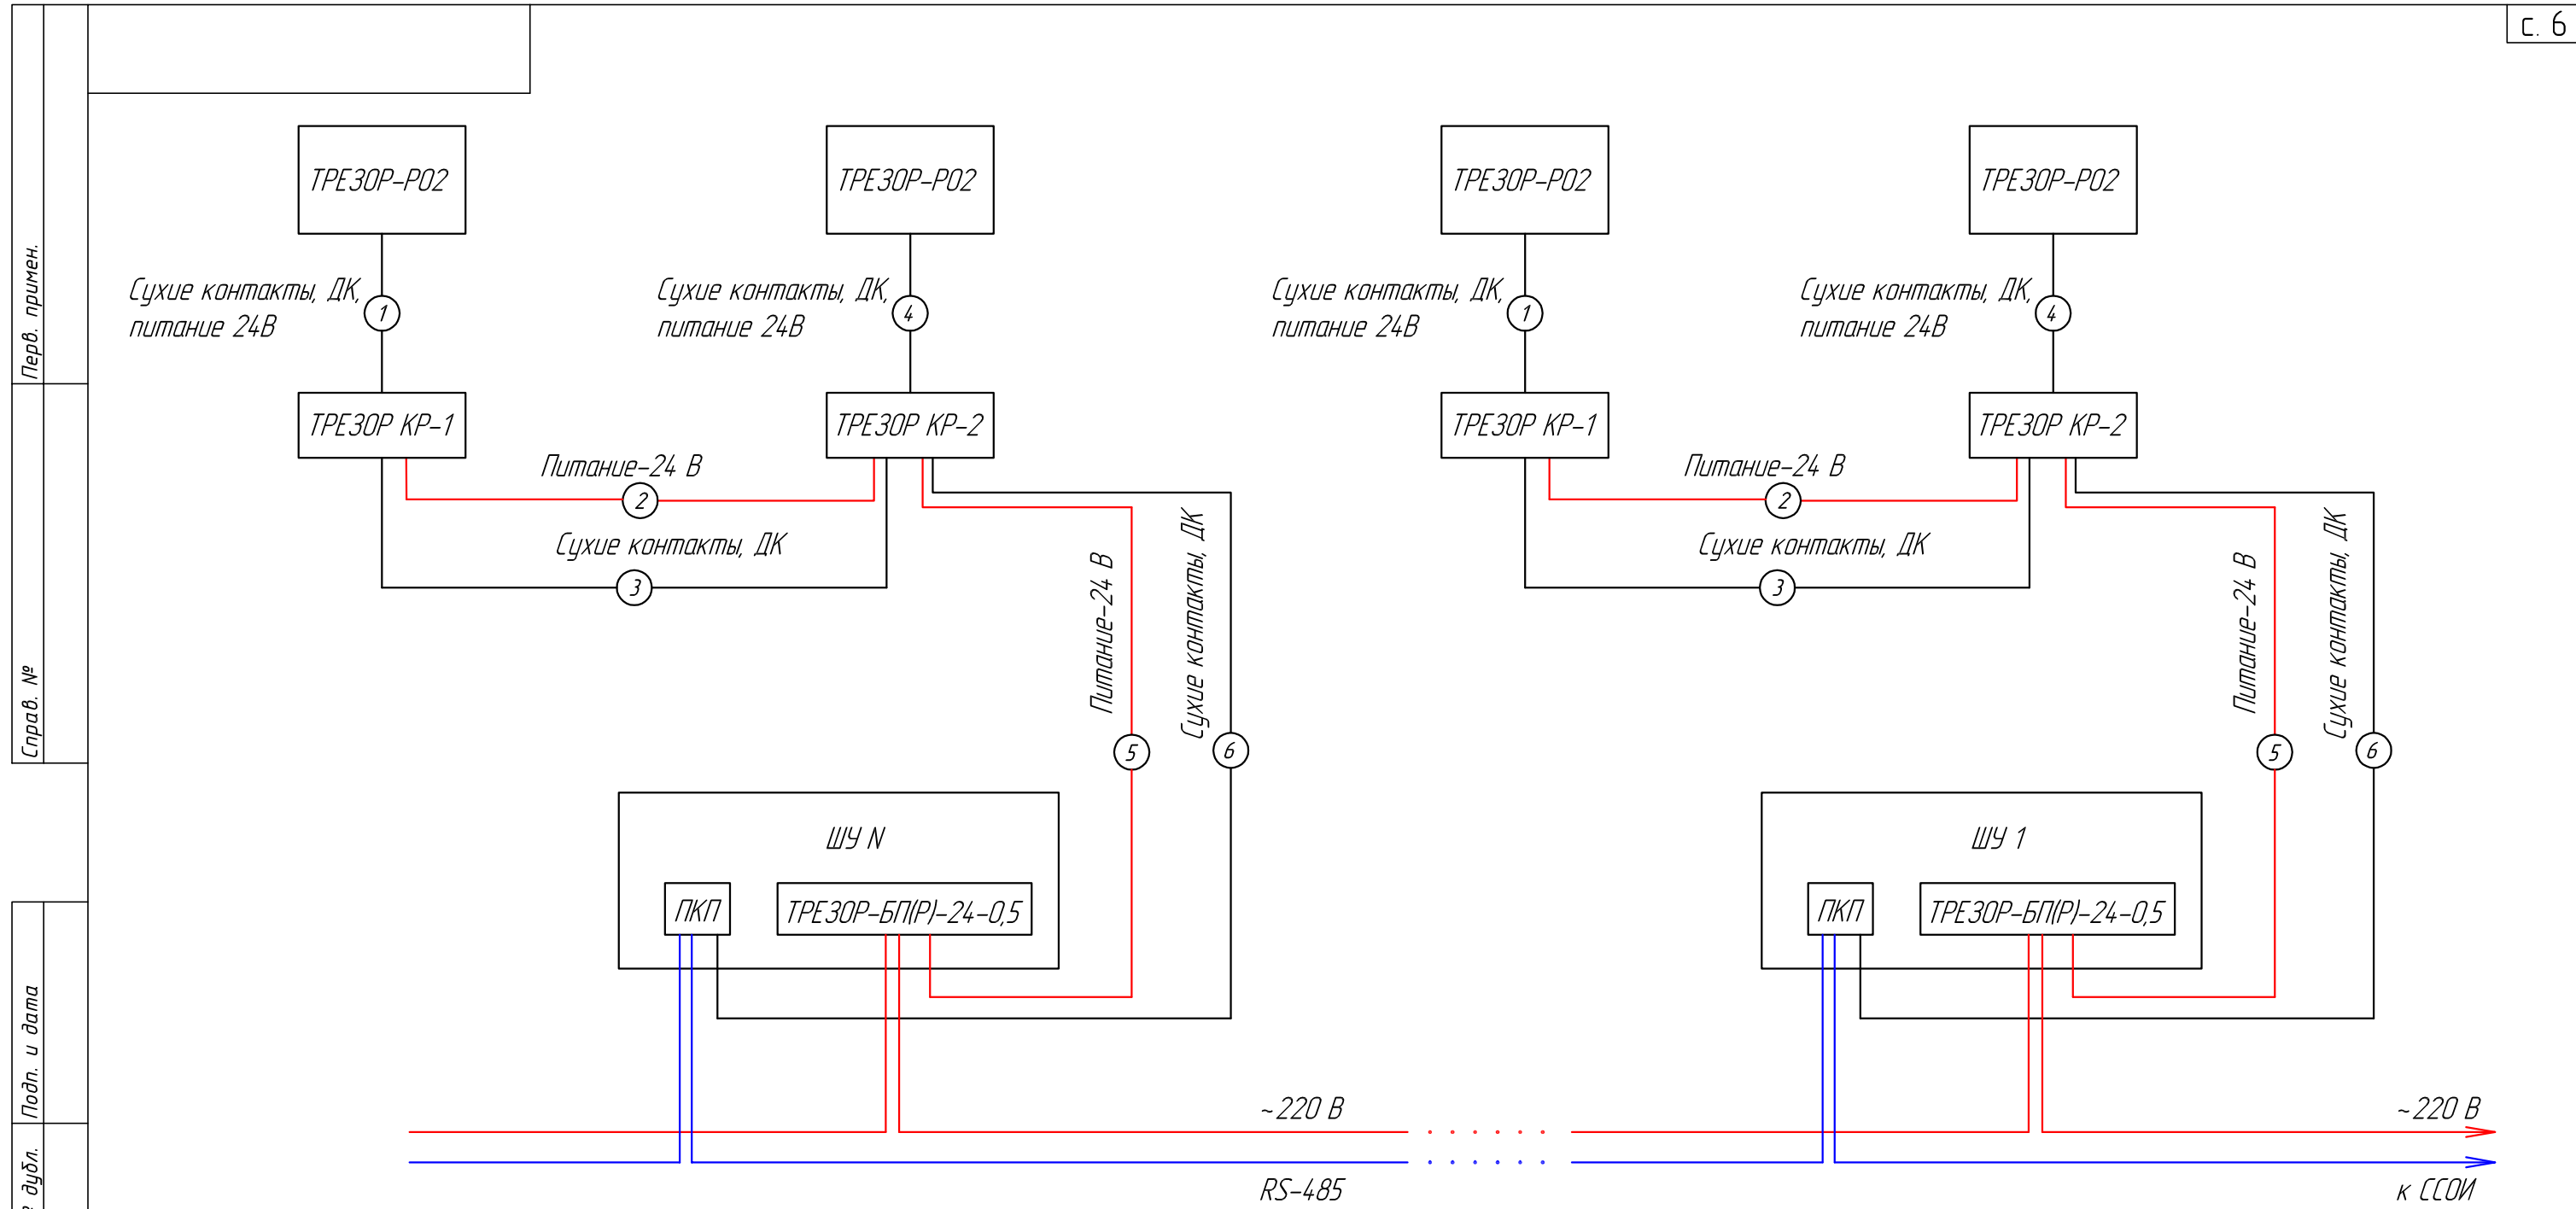 с. 6
ТРЕЗОР-Р02
ТРЕЗОР-Р02
ТРЕЗОР-Р02
ТРЕЗОР-Р02
Сухие контакты, ДК,
питание 24В
1
Сухие контакты, ДК,
питание 24В
4
Сухие контакты, ДК,
питание 24В
1
Сухие контакты, ДК,
питание 24В
4
ТРЕЗОР КР-1
ТРЕЗОР КР-2
ТРЕЗОР КР-1
ТРЕЗОР КР-2
Питание-24 В
2
Сухие контакты, ДК
3
Питание-24 В
5
Сухие контакты, ДК
6
Питание-24 В
2
Сухие контакты, ДК
3
Питание-24 В
5
Сухие контакты, ДК
6
ШУ N
ПКП
ТРЕЗОР-БП(Р)-24-0,5
ШУ 1
ПКП
ТРЕЗОР-БП(Р)-24-0,5
~220 В
~220 В
RS-485
к ССОИ
Перв. примен.
Справ. №
Подп. и дата
дубл.